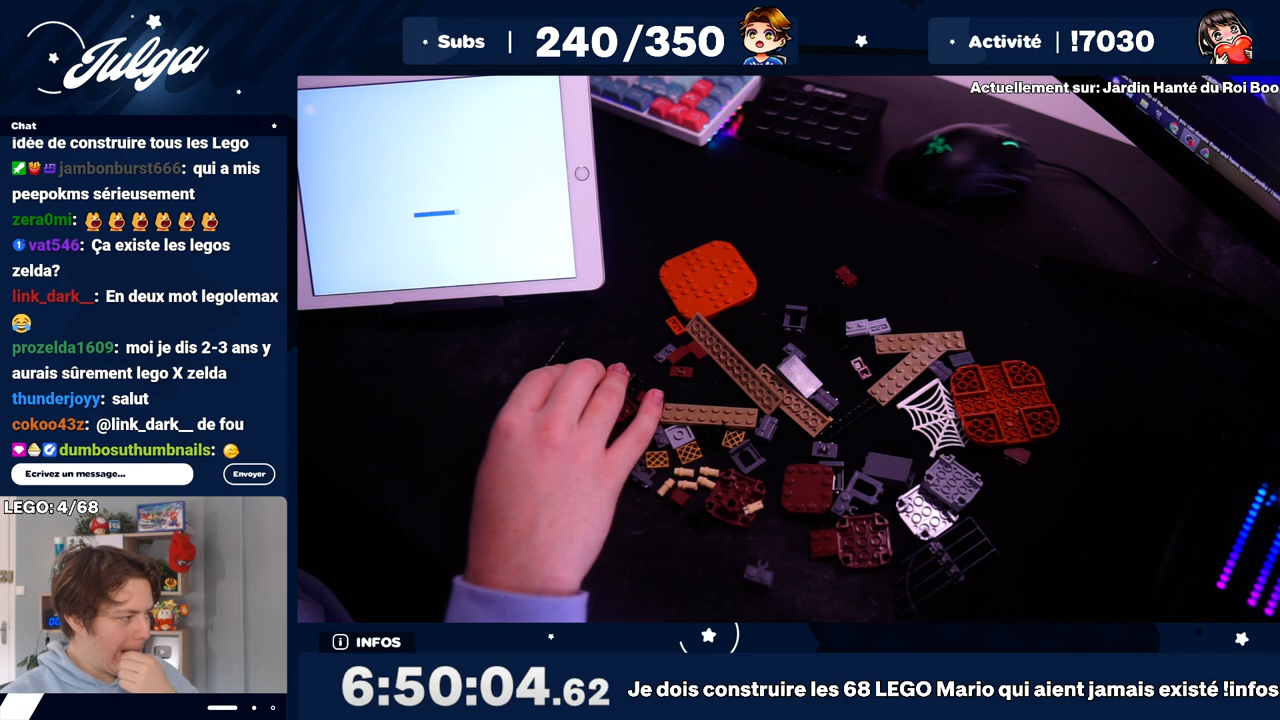 Julga
Subs | 240/350
Activité | !7030
Actuellement sur: Jardin Hanté du Roi Boo
Chat
idée de construire tous les Lego
jambonburst666: qui a mis
peepokms sérieusement
zera0mi:
vat546: Ça existe les legos
zelda?
link_dark__: En deux mot legolemax
😂
prozelda1609: moi je dis 2-3 ans y
aurais sûrement lego X zelda
thunderjoyy: salut
cokoo43z: @link_dark__ de fou
dumbosuthumbnails:
Ecrivez un message...
Envoyer
LEGO: 4/68
INFOS
6:50:04.62
Je dois construire les 68 LEGO Mario qui aient jamais existé !infos